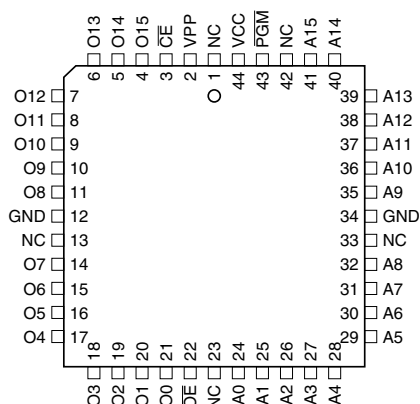 O13 O14 O15 CE VPP NC VCC PGM NC A15 A14
6 5 4 3 2 1 44 43 42 41 40
O12 7 39 A13
O11 8 38 A12
O10 9 37 A11
O9 10 36 A10
O8 11 35 A9
GND 12 34 GND
NC 13 33 NC
O7 14 32 A8
O6 15 31 A7
O5 16 30 A6
O4 17 29 A5
18 19 20 21 22 23 24 25 26 27 28
O3 O2 O1 O0 OE NC A0 A1 A2 A3 A4